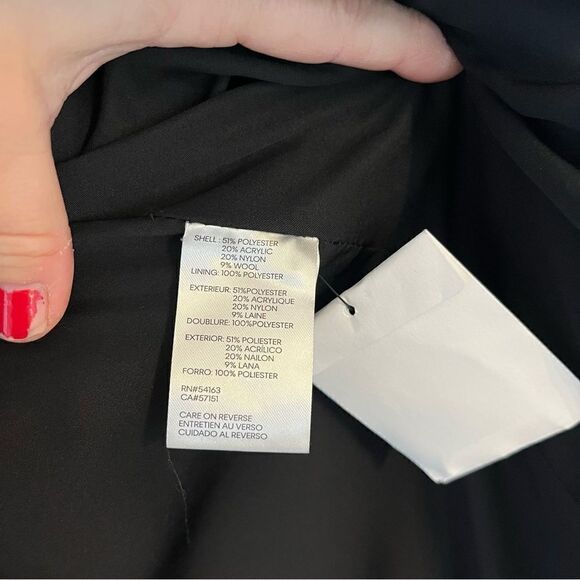 SHELL : 51% POLYESTER
20% ACRYLIC
20% NYLON
9% WOOL
LINING: 100% POLYESTER
EXTERIEUR: 51%POLYESTER
20% ACRYLIQUE
20% NYLON
9% LAINE
DOUBLURE: 100%POLYESTER
EXTERIOR: 51% POLIESTER
20% ACRÍLICO
20% NAILON
9% LANA
FORRO: 100% POLIESTER
RN#54163
CA#57151
CARE ON REVERSE
ENTRETIEN AU VERSO
CUIDADO AL REVERSO